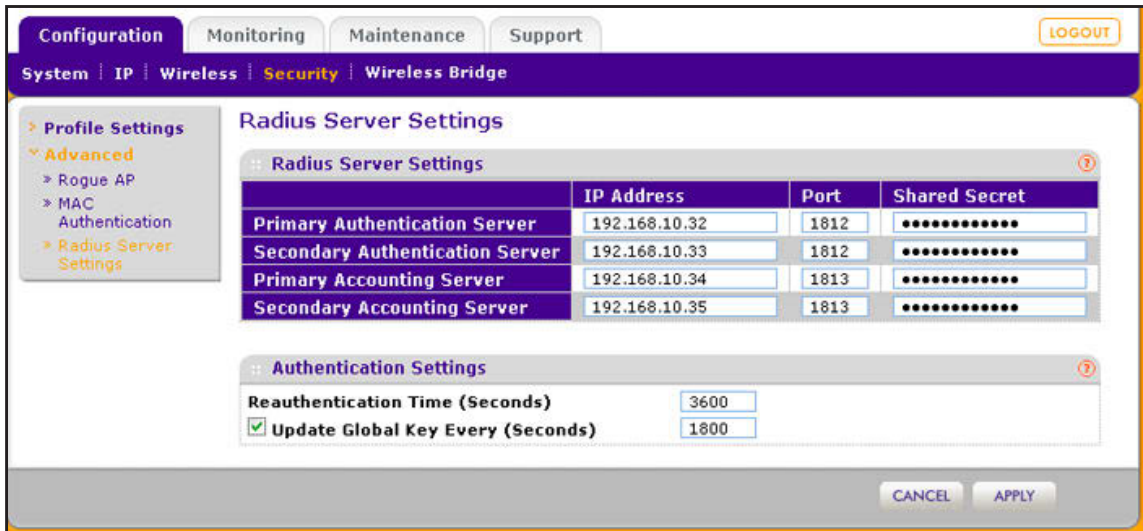 Configuration Monitoring Maintenance Support LOGOUT
System IP Wireless Security Wireless Bridge
Profile Settings
Advanced
Rogue AP
MAC
Authentication
Radius Server
Settings
Radius Server Settings
Radius Server Settings ?
IP Address Port Shared Secret
Primary Authentication Server 192.168.10.32 1812 ●●●●●●●●●●●●
Secondary Authentication Server 192.168.10.33 1812 ●●●●●●●●●●●●
Primary Accounting Server 192.168.10.34 1813 ●●●●●●●●●●●●
Secondary Accounting Server 192.168.10.35 1813 ●●●●●●●●●●●●
Authentication Settings ?
Reauthentication Time (Seconds) 3600
Update Global Key Every (Seconds) 1800
CANCEL APPLY